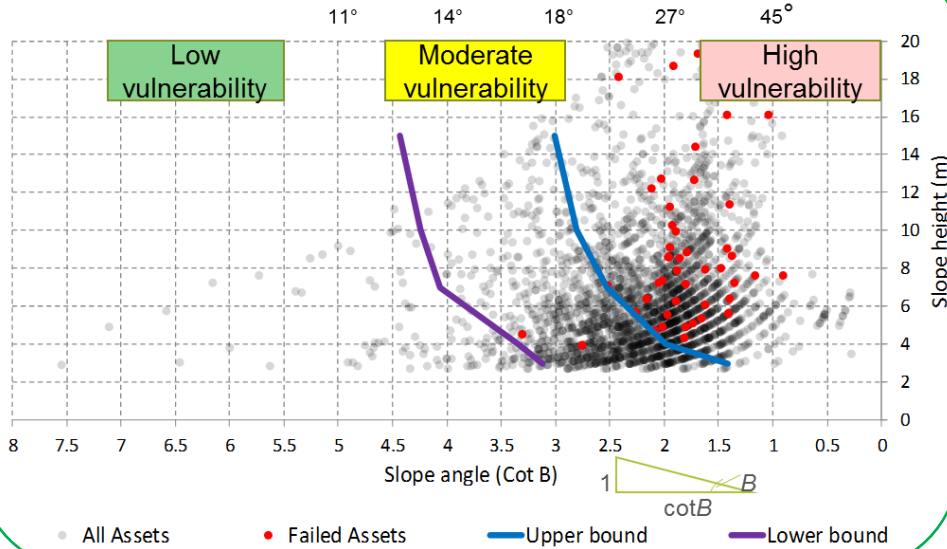 11° 14° 18° 27° 45°
Low
vulnerability
Moderate
vulnerability
High
vulnerability
20
18
16
14
12
10
8
6
4
2
0
Slope height (m)
8 7.5 7 6.5 6 5.5 5 4.5 4 3.5 3 2.5 2 1.5 1 0.5 0
Slope angle (Cot B)
1
B
cotB
All Assets Failed Assets Upper bound Lower bound